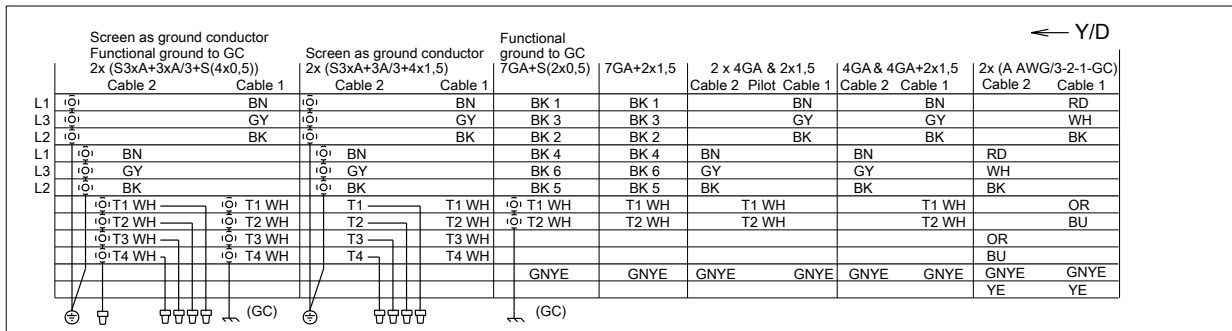 Y/D
Screen as ground conductor
Functional ground to GC
2x (S3xA+3xA/3+S(4x0,5))
Cable 2 Cable 1
Screen as ground conductor
2x (S3xA+3A/3+4x1,5)
Cable 2 Cable 1
Functional
ground to GC
7GA+S(2x0,5)
7GA+2x1,5
2 x 4GA & 2x1,5
Cable 2 Pilot Cable 1
4GA & 4GA+2x1,5
Cable 2 Cable 1
2x (A AWG/3-2-1-GC)
Cable 2 Cable 1
L1 BN BN BK 1 BK 1 BN BN RD
L3 GY GY BK 3 BK 3 GY GY WH
L2 BK BK BK 2 BK 2 BK BK BK
L1 BN BN BK 4 BK 4 BN BN RD
L3 GY GY BK 6 BK 6 GY GY WH
L2 BK BK BK 5 BK 5 BK BK BK
T1 WH T1 WH T1 T1 WH T1 WH T1 WH T1 WH T1 WH OR
T2 WH T2 WH T2 T2 WH T2 WH T2 WH T2 WH T2 WH BU
T3 WH T3 WH T3 T3 WH OR
T4 WH T4 WH T4 T4 WH BU
GNYE GNYE GNYE GNYE GNYE GNYE GNYE GNYE
YE YE
(GC) (GC)